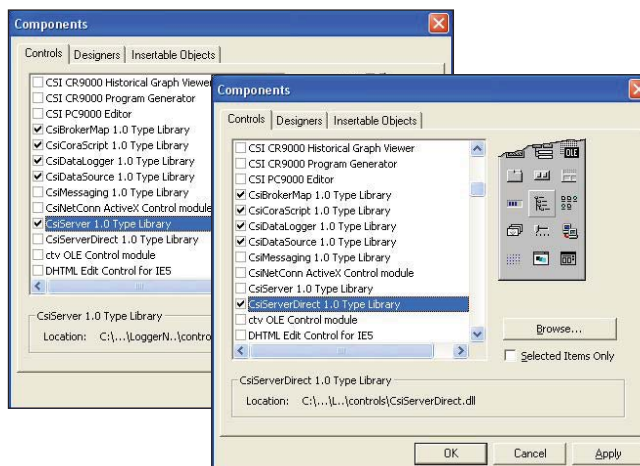 Components
Controls
Designers
Insertable Objects
CSI CR9000 Historical Graph Viewer
CSI CR9000 Program Generator
CSI PC9000 Editor
CsiBrokerMap 1.0 Type Library
CsiCoraScript 1.0 Type Library
CsiDataLogger 1.0 Type Library
CsiDataSource 1.0 Type Library
CsiMessaging 1.0 Type Library
CsiNetConn ActiveX Control module
CsiServer 1.0 Type Library
CsiServerDirect 1.0 Type Library
ctv OLE Control module
DHTML Edit Control for IE5
CsiServer 1.0 Type Library
Location: C:\...\LoggerN..\contro
Components
Controls
Designers
Insertable Objects
CSI CR9000 Historical Graph Viewer
CSI CR9000 Program Generator
CSI PC9000 Editor
CsiBrokerMap 1.0 Type Library
CsiCoraScript 1.0 Type Library
CsiDataLogger 1.0 Type Library
CsiDataSource 1.0 Type Library
CsiMessaging 1.0 Type Library
CsiNetConn ActiveX Control module
CsiServer 1.0 Type Library
CsiServerDirect 1.0 Type Library
ctv OLE Control module
DHTML Edit Control for IE5
OLE
Browse...
Selected Items Only
CsiServerDirect 1.0 Type Library
Location: C:\...\L..\controls\CsiServerDirect.dll
OK
Cancel
Apply